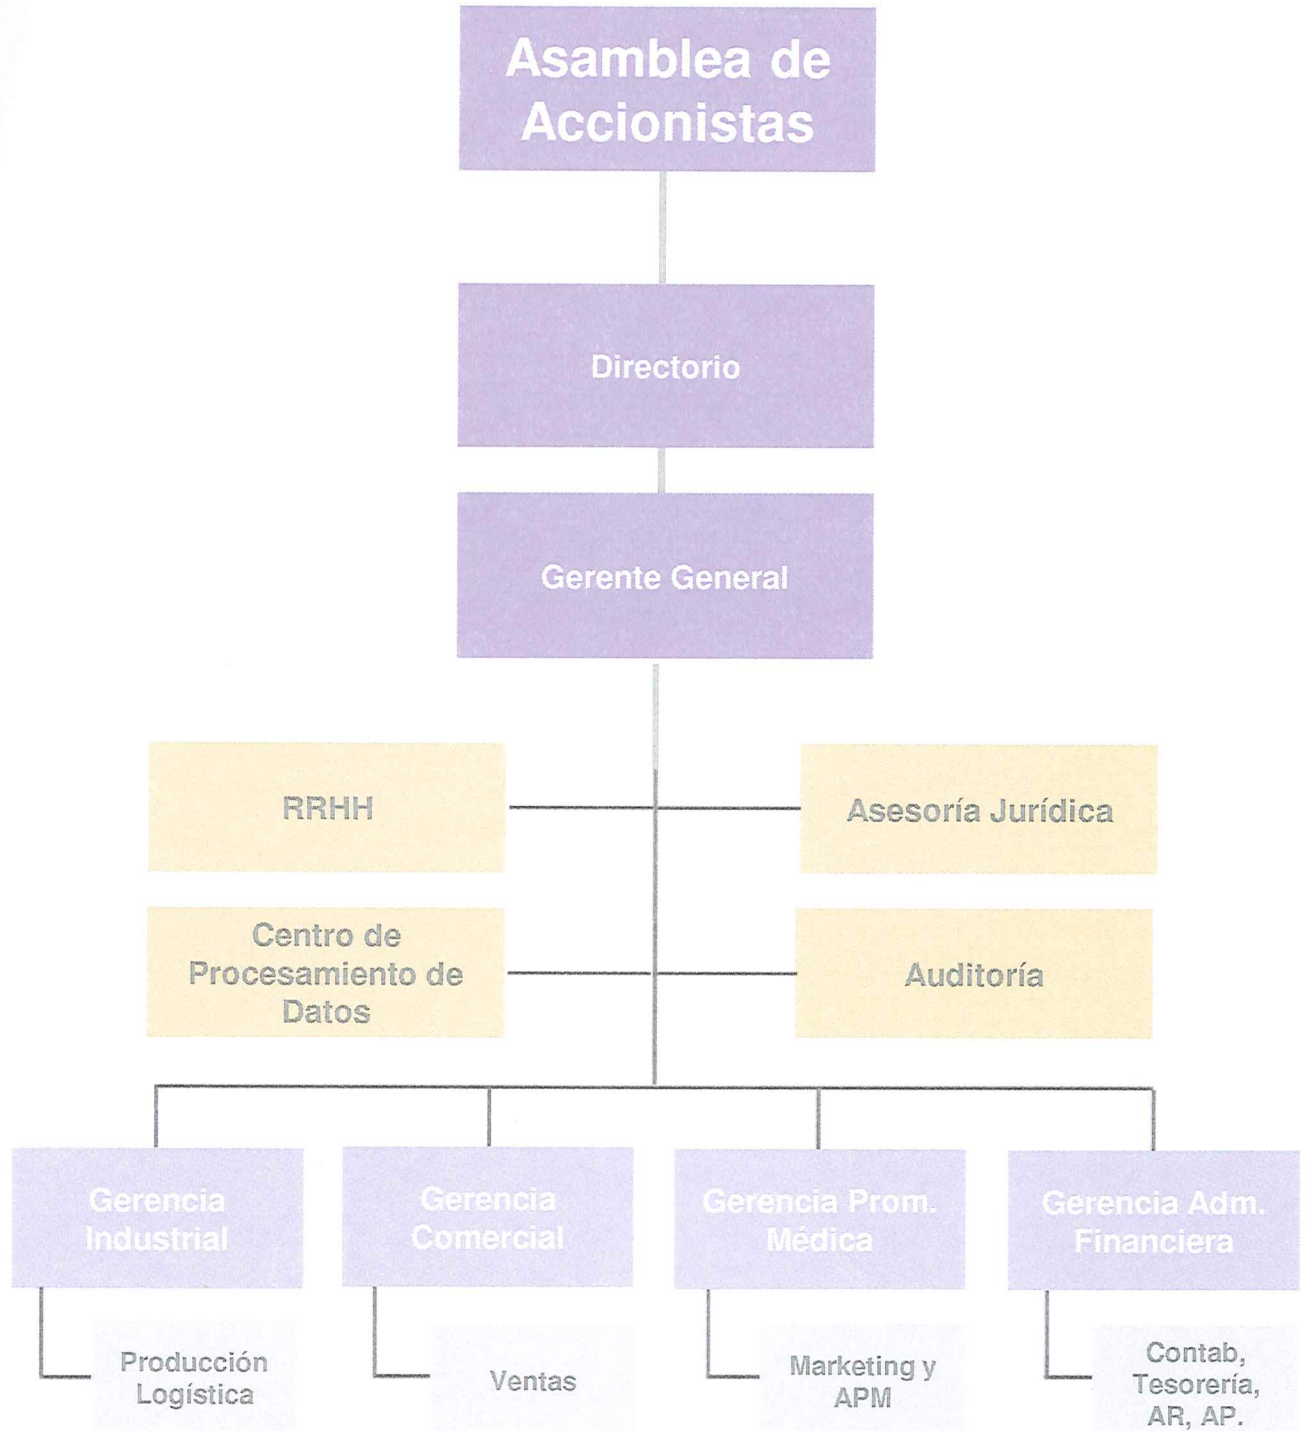 Asamblea de
Accionistas
Directorio
Gerente General
RRHH
Asesoría Jurídica
Centro de
Procesamiento de
Datos
Auditoría
Gerencia
Industrial
Gerencia
Comercial
Gerencia Prom.
Médica
Gerencia Adm.
Financiera
Producción
Logística
Ventas
Marketing y
APM
Contab,
Tesorería,
AR, AP.